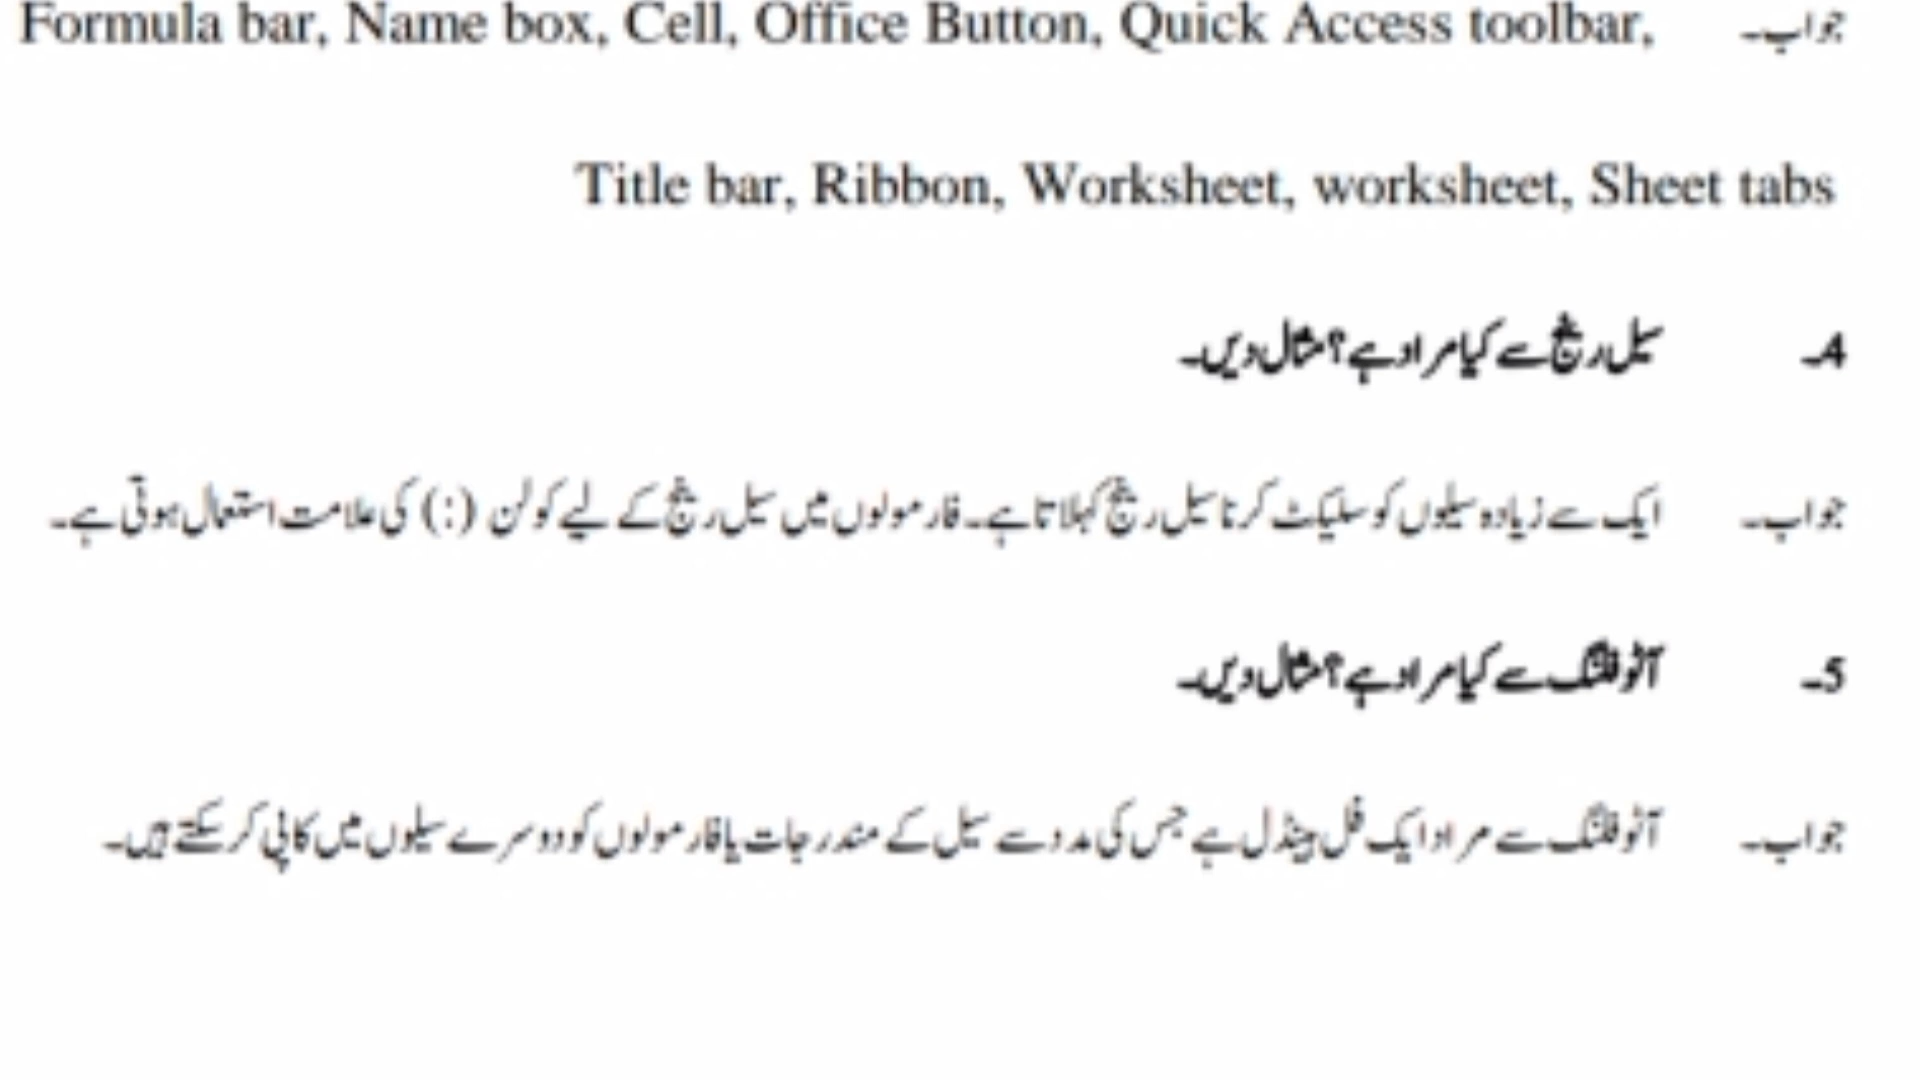 جواب۔ Formula bar, Name box, Cell, Office Button, Quick Access toolbar,
Title bar, Ribbon, Worksheet, worksheet, Sheet tabs
4۔ سیل رینج سے کیا مراد ہے؟ مثال دیں۔
جواب۔ ایک سے زیادہ سیلوں کو سلیکٹ کرنا سیل رینج کہلاتا ہے۔ فارمولوں میں سیل رینج کے لیے کولن (:) کی علامت استعمال ہوتی ہے۔
5۔ آٹو فلنگ سے کیا مراد ہے؟ مثال دیں۔
جواب۔ آٹو فلنگ سے مراد ایک فل ہینڈل ہے جس کی مدد سے سیل کے مندرجات یا فارمولوں کو دوسرے سیلوں میں کاپی کر سکتے ہیں۔